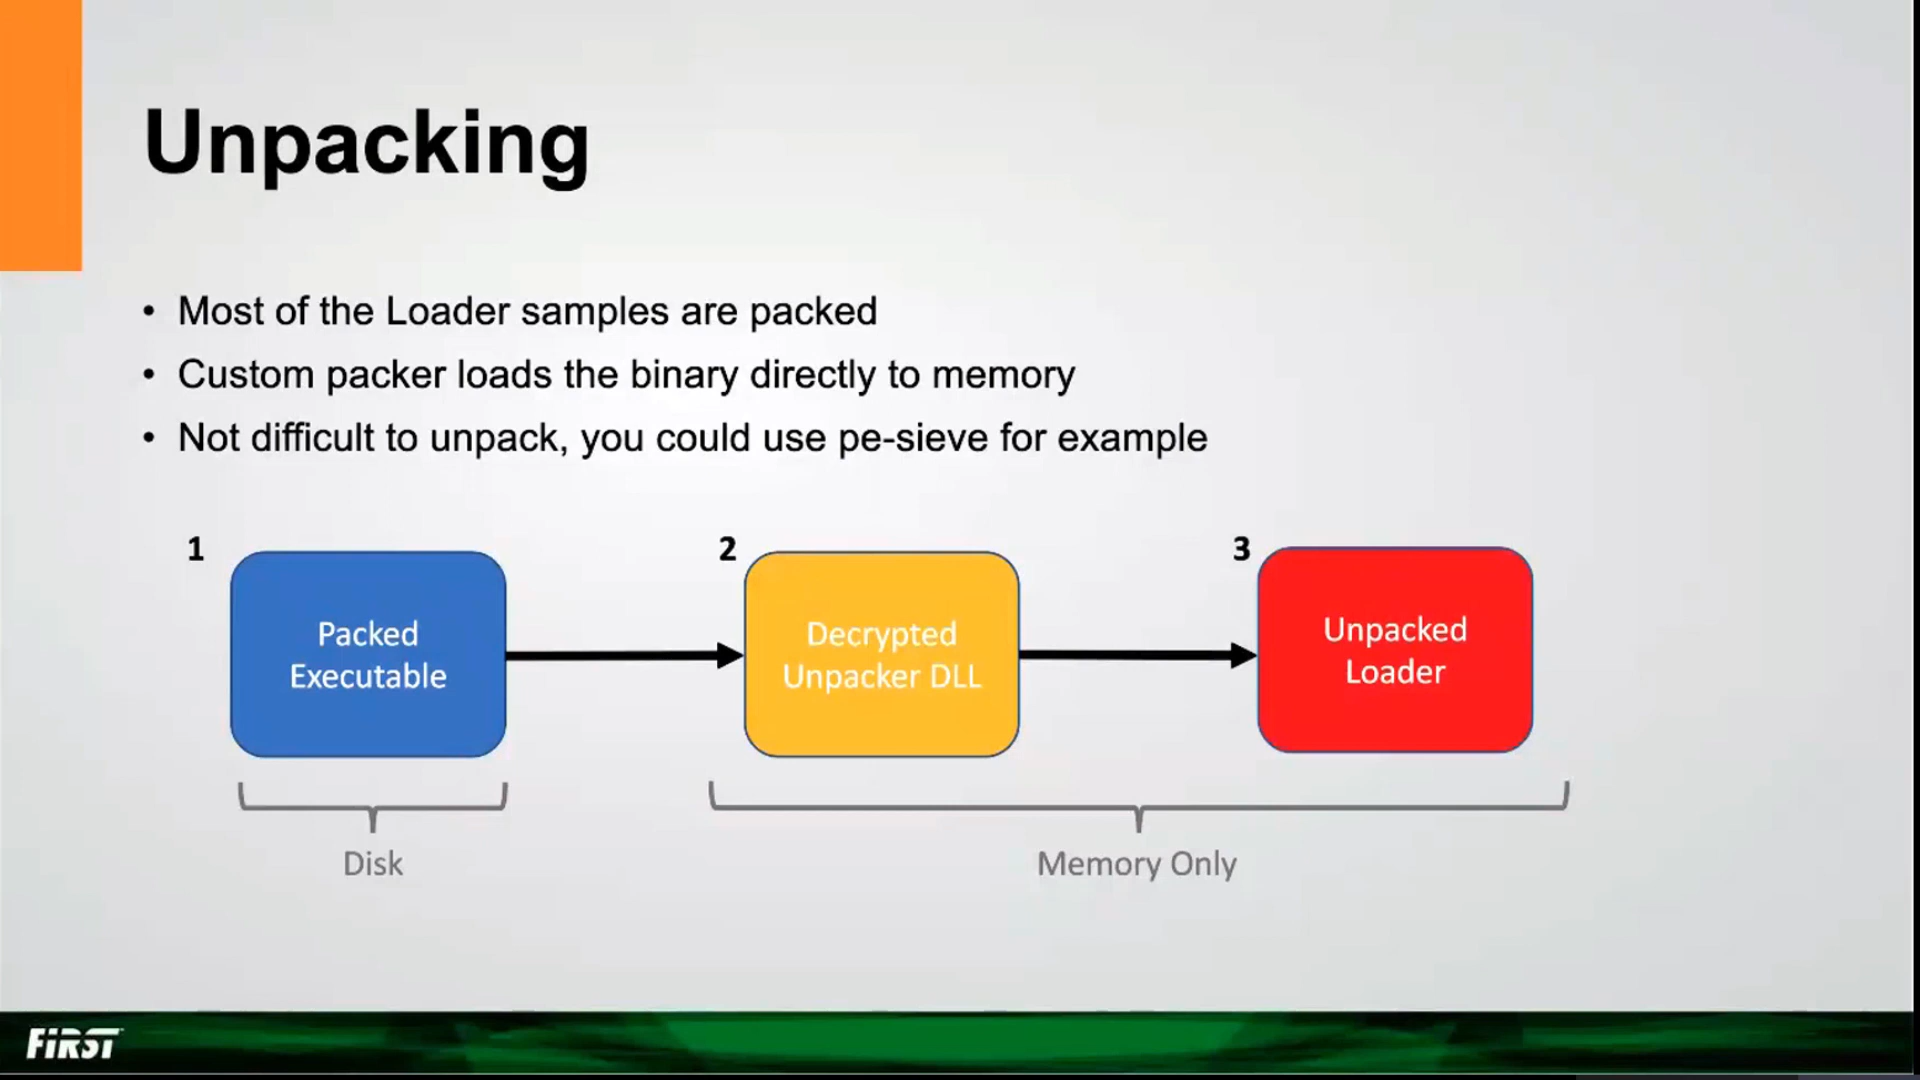 Unpacking
• Most of the Loader samples are packed
• Custom packer loads the binary directly to memory
• Not difficult to unpack, you could use pe-sieve for example
1
Packed
Executable
2
Decrypted
Unpacker DLL
3
Unpacked
Loader
Disk
Memory Only
FiRST